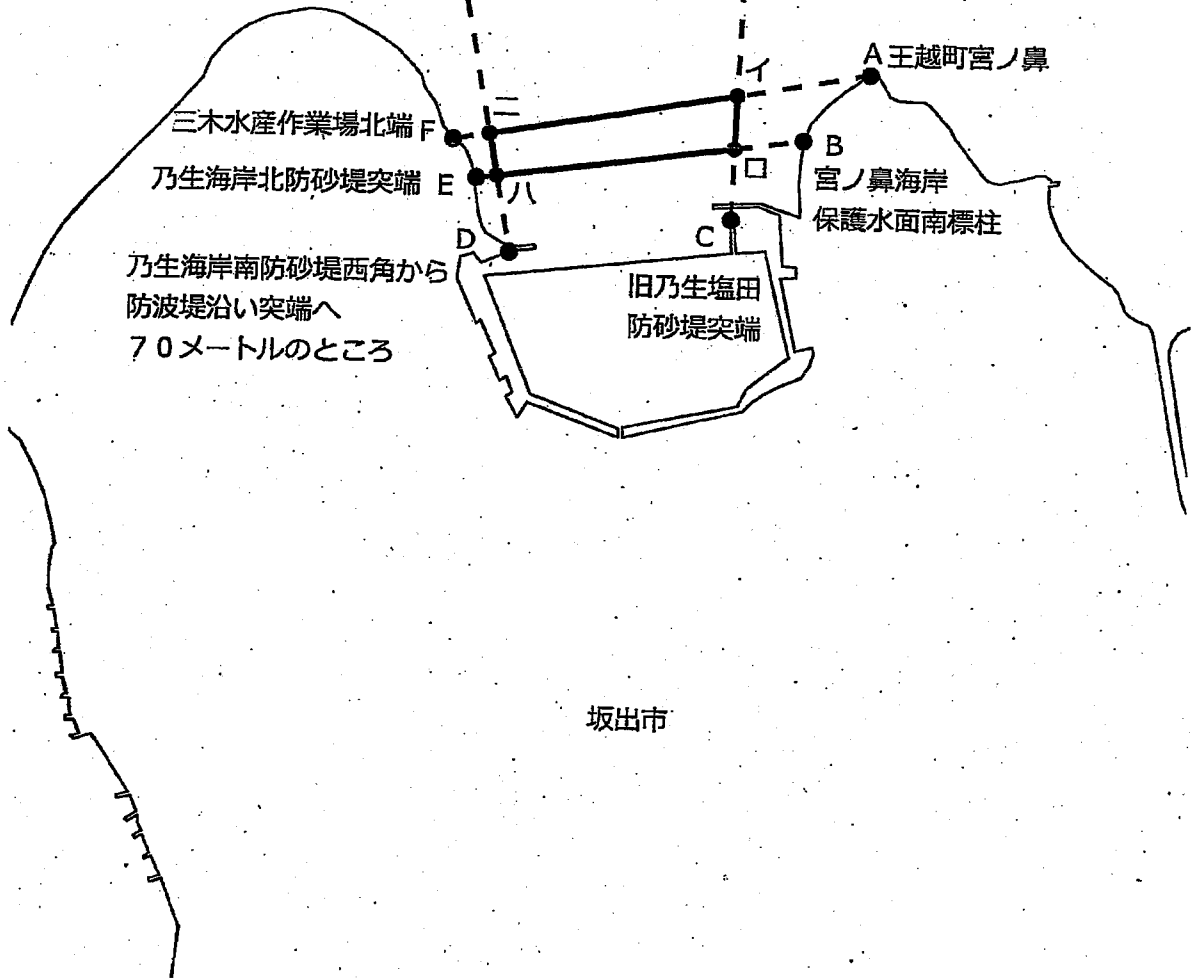 A 王越町宮ノ鼻
イ
ニ
三木水産作業場北端 F
B
ロ
宮ノ鼻海岸
保護水面南標柱
乃生海岸北防砂堤突端 E
ハ
C
D
乃生海岸南防砂堤西角から
防波堤沿い突端へ
70メートルのところ
旧乃生塩田
防砂堤突端
坂出市